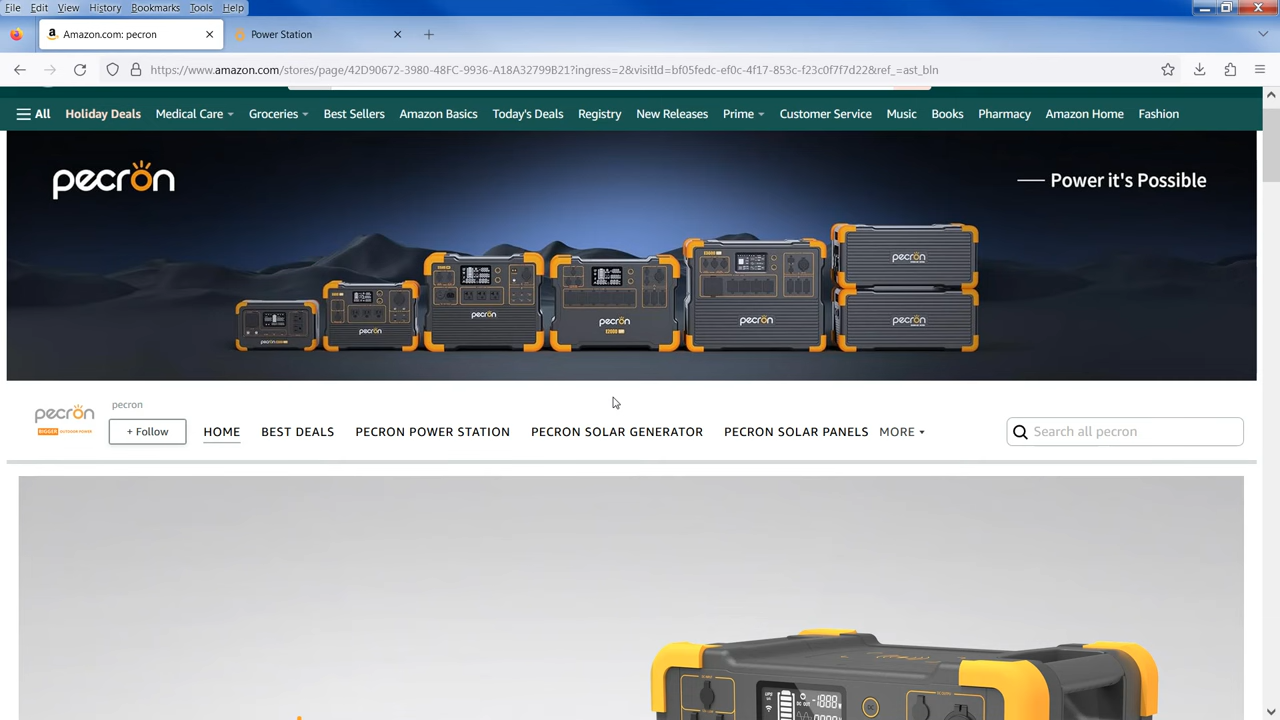 File Edit View History Bookmarks Tools Help
Amazon.com: pecron
Power Station
https://www.amazon.com/stores/page/42D90672-3980-48FC-9936-A18A32799B21?ingress=2&visitId=bf05fedc-ef0c-4f17-853c-f23c0f7f7d22&ref_=ast_bln
All Holiday Deals Medical Care Groceries Best Sellers Amazon Basics Today's Deals Registry New Releases Prime Customer Service Music Books Pharmacy Amazon Home Fashion
pecron
Power it's Possible
pecron
pecron
pecron
pecron
pecron
pecron
pecron
pecron
+ Follow
HOME BEST DEALS PECRON POWER STATION PECRON SOLAR GENERATOR PECRON SOLAR PANELS MORE
Search all pecron